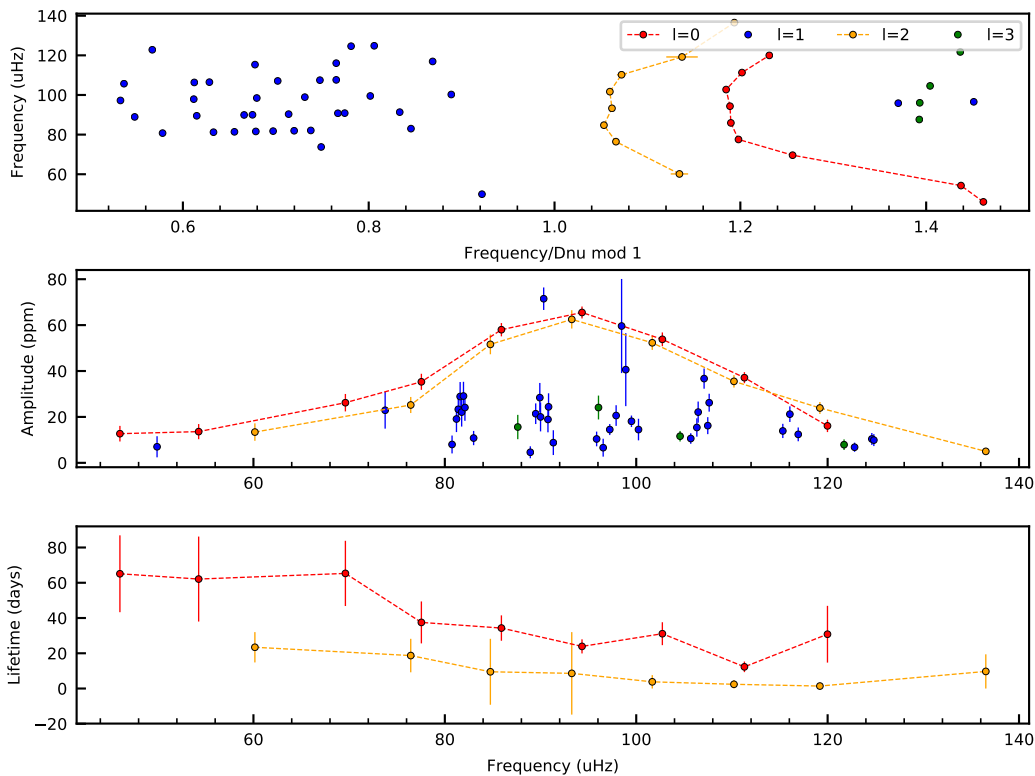 l=0 l=1 l=2 l=3
Frequency (uHz)
140
120
100
80
60
0.6 0.8 1.0 1.2 1.4
Frequency/Dnu mod 1
Amplitude (ppm)
80
60
40
20
0
60 80 100 120 140
Lifetime (days)
80
60
40
20
0
−20
60 80 100 120 140
Frequency (uHz)